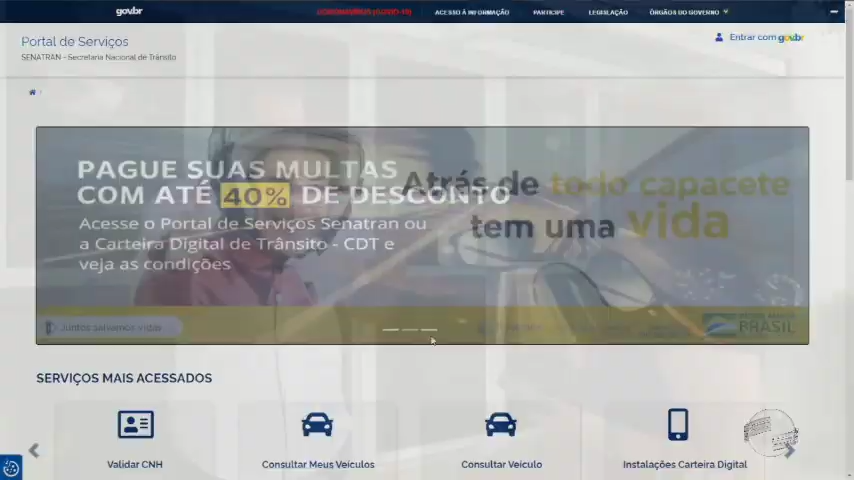 gov.br
CORONAVÍRUS (COVID-19)
ACESSO À INFORMAÇÃO
PARTICIPE
LEGISLAÇÃO
ÓRGÃOS DO GOVERNO
Portal de Serviços
SENATRAN - Secretaria Nacional de Trânsito
Entrar com gov.br
PAGUE SUAS MULTAS
COM ATÉ 40% DE DESCONTO
Acesse o Portal de Serviços Senatran ou
a Carteira Digital de Trânsito - CDT e
veja as condições
Atrás de todo capacete
tem uma vida
Juntos salvamos vidas
BRASIL
SERVIÇOS MAIS ACESSADOS
Validar CNH
Consultar Meus Veículos
Consultar Veículo
Instalações Carteira Digital